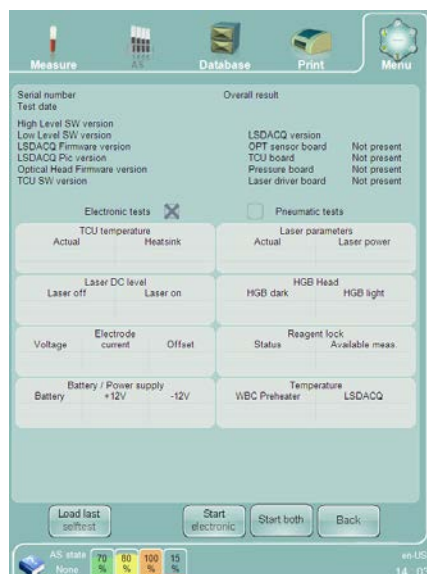 Measure AS Database Print Menu
Serial number Overall result
Test date
High Level SW version
Low Level SW version LSDACQ version
LSDACQ Firmware version OPT sensor board Not present
LSDACQ Pic version TCU board Not present
Optical Head Firmware version Pressure board Not present
TCU SW version Laser driver board Not present
Electronic tests Pneumatic tests
TCU temperature Laser parameters
Actual Heatsink Actual Laser power
Laser DC level HGB Head
Laser off Laser on HGB dark HGB light
Electrode Reagent lock
Voltage current Offset Status Available meas.
Battery / Power supply Temperature
Battery +12V -12V WBC Preheater LSDACQ
Load last Start
selftest electronic Start both Back
AS state 70 80 100 15 en-US
None % % % %